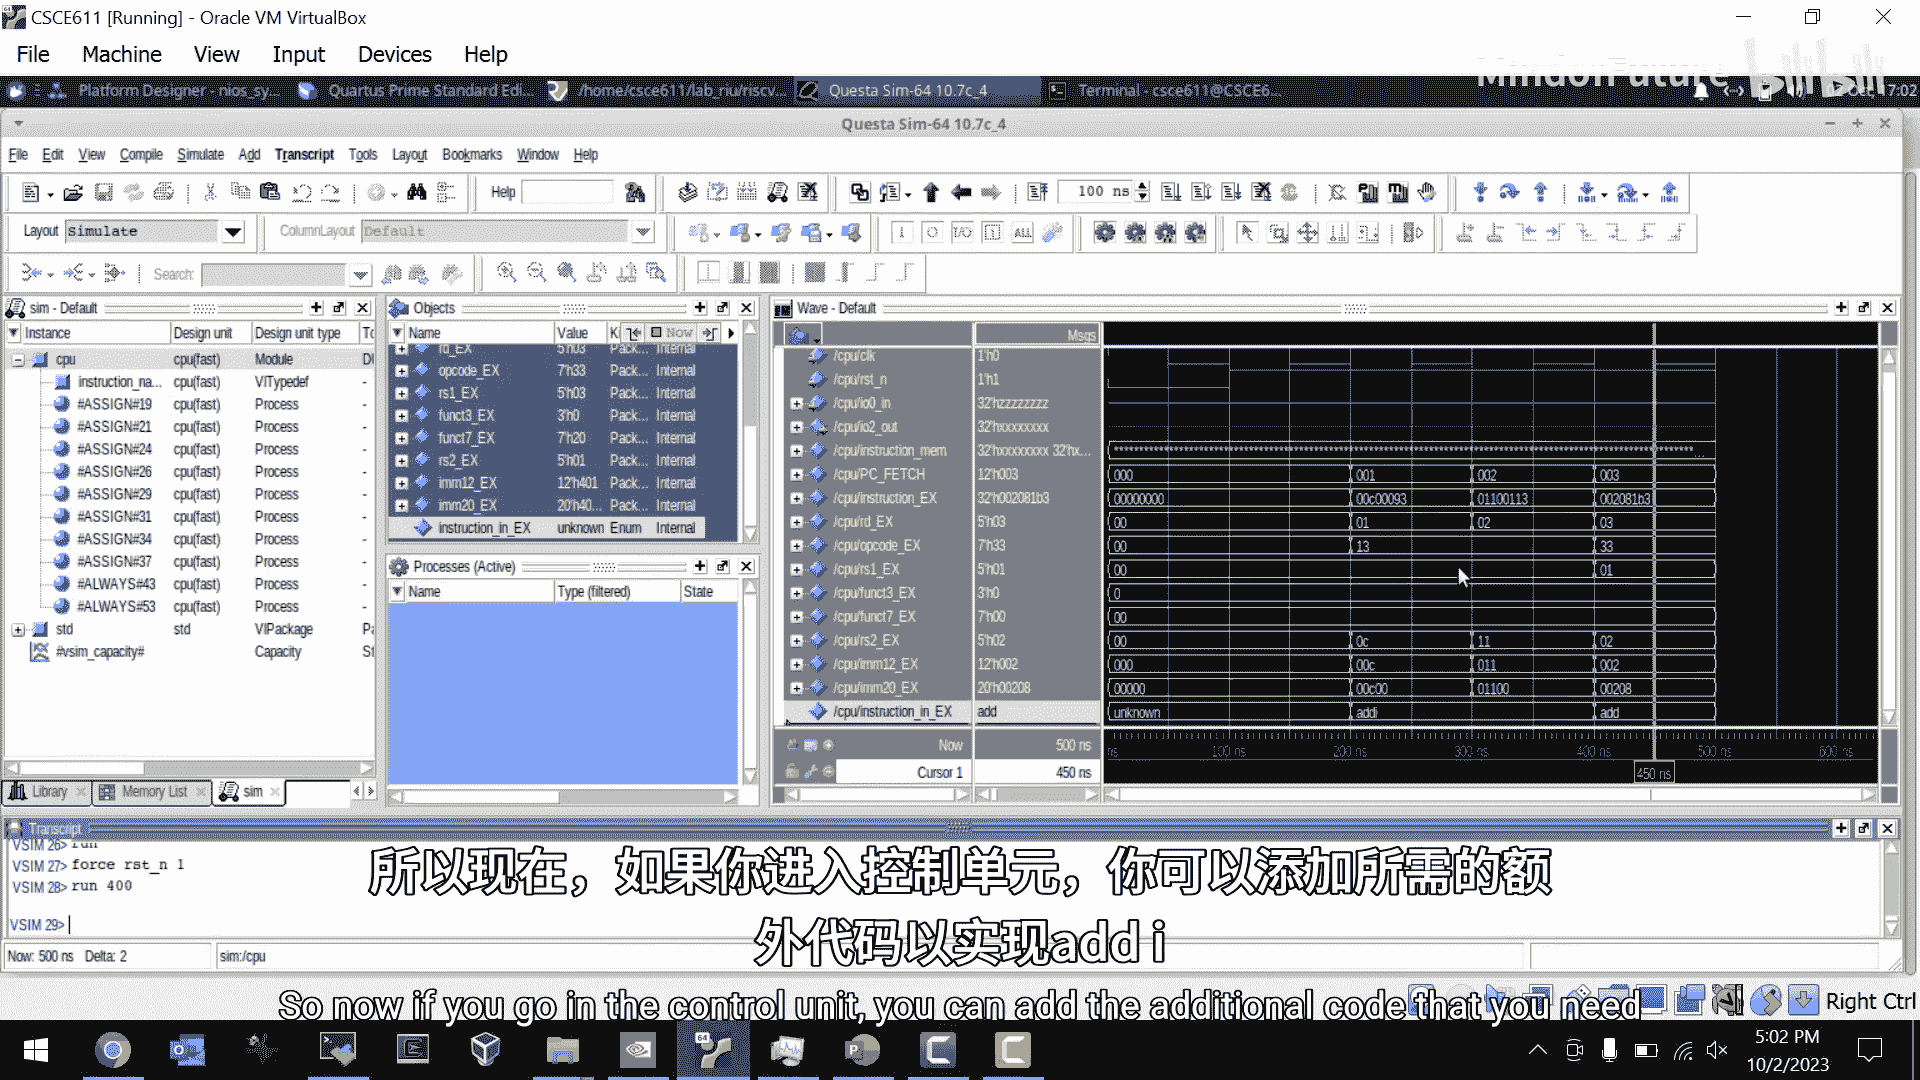 CSCE611 [Running] - Oracle VM VirtualBox
File Machine View Input Devices Help
MindonFuture
Platform Designer - nios_sy... Quartus Prime Standard Edi... /home/csce611/lab_riu/riscv... Questa Sim-64 10.7c_4 Terminal - csce611@CSCE6... 17:02
Questa Sim-64 10.7c_4
File Edit View Compile Simulate Add Transcript Tools Layout Bookmarks Window Help
Help 100 ns
Layout Simulate ColumnLayout Default I O I/O ALL
Search:
sim - Default
Instance Design unit Design unit type
cpu cpu(fast) Module
instruction_na... cpu(fast) VITypedef -
#ASSIGN#19 cpu(fast) Process -
#ASSIGN#21 cpu(fast) Process -
#ASSIGN#24 cpu(fast) Process -
#ASSIGN#26 cpu(fast) Process -
#ASSIGN#29 cpu(fast) Process -
#ASSIGN#31 cpu(fast) Process -
#ASSIGN#34 cpu(fast) Process -
#ASSIGN#37 cpu(fast) Process -
#ALWAYS#43 cpu(fast) Process -
#ALWAYS#53 cpu(fast) Process -
std std VIPackage
#vsim_capacity# Capacity
Library Memory List sim
Objects
Name Value Now
rd_EX 5'h03 Pack... Internal
opcode_EX 7'h33 Pack... Internal
rs1_EX 5'h03 Pack... Internal
funct3_EX 3'h0 Pack... Internal
funct7_EX 7'h20 Pack... Internal
rs2_EX 5'h01 Pack... Internal
imm12_EX 12'h401 Pack... Internal
imm20_EX 20'h40... Pack... Internal
instruction_in_EX unknown Enum Internal
Processes (Active)
Name Type (filtered) State
Wave - Default
Msgs
/cpu/clk 1'h0
/cpu/rst_n 1'h1
/cpu/io0_in 32'hzzzzzzzz
/cpu/io2_out 32'hxxxxxxxx
/cpu/instruction_mem 32'hxxxxxxxx 32'hx...
/cpu/PC_FETCH 12'h003 000 001 002 003
/cpu/instruction_EX 32'h002081b3 00000000 00c00093 01100113 002081b3
/cpu/rd_EX 5'h03 00 01 02 03
/cpu/opcode_EX 7'h33 00 13 33
/cpu/rs1_EX 5'h01 00 01
/cpu/funct3_EX 3'h0 0
/cpu/funct7_EX 7'h00 00
/cpu/rs2_EX 5'h02 00 0c 11 02
/cpu/imm12_EX 12'h002 000 00c 011 002
/cpu/imm20_EX 20'h00208 00000 00c00 01100 00208
/cpu/instruction_in_EX add unknown addi add
Now 500 ns ns 100 ns 200 ns 300 ns 400 ns 500 ns 600 ns
Cursor 1 450 ns 450 ns
Transcript
VSIM 26> run
VSIM 27> force rst_n 1
VSIM 28> run 400
VSIM 29>
所以现在，如果你进入控制单元，你可以添加所需的额
外代码以实现add i
Now: 500 ns Delta: 2 sim:/cpu
So now if you go in the control unit, you can add the additional code that you need
Right Ctrl
5:02 PM
10/2/2023